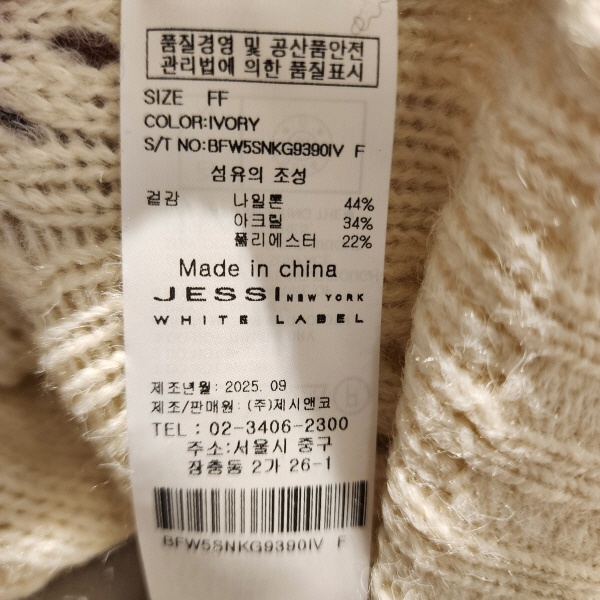 품질경영 및 공산품안전
관리법에 의한 품질표시
SIZE FF
COLOR:IVORY
S/T NO:BFW5SNKG9390IV F
섬유의 조성
겉감 나일론 44%
아크릴 34%
폴리에스터 22%
Made in china
JESSI NEW YORK
WHITE LABEL
제조년월: 2025. 09
제조/판매원 : (주)제시앤코
TEL : 02-3406-2300
주소:서울시 중구
장충동 2가 26-1
BFW5SNKG9390IV F